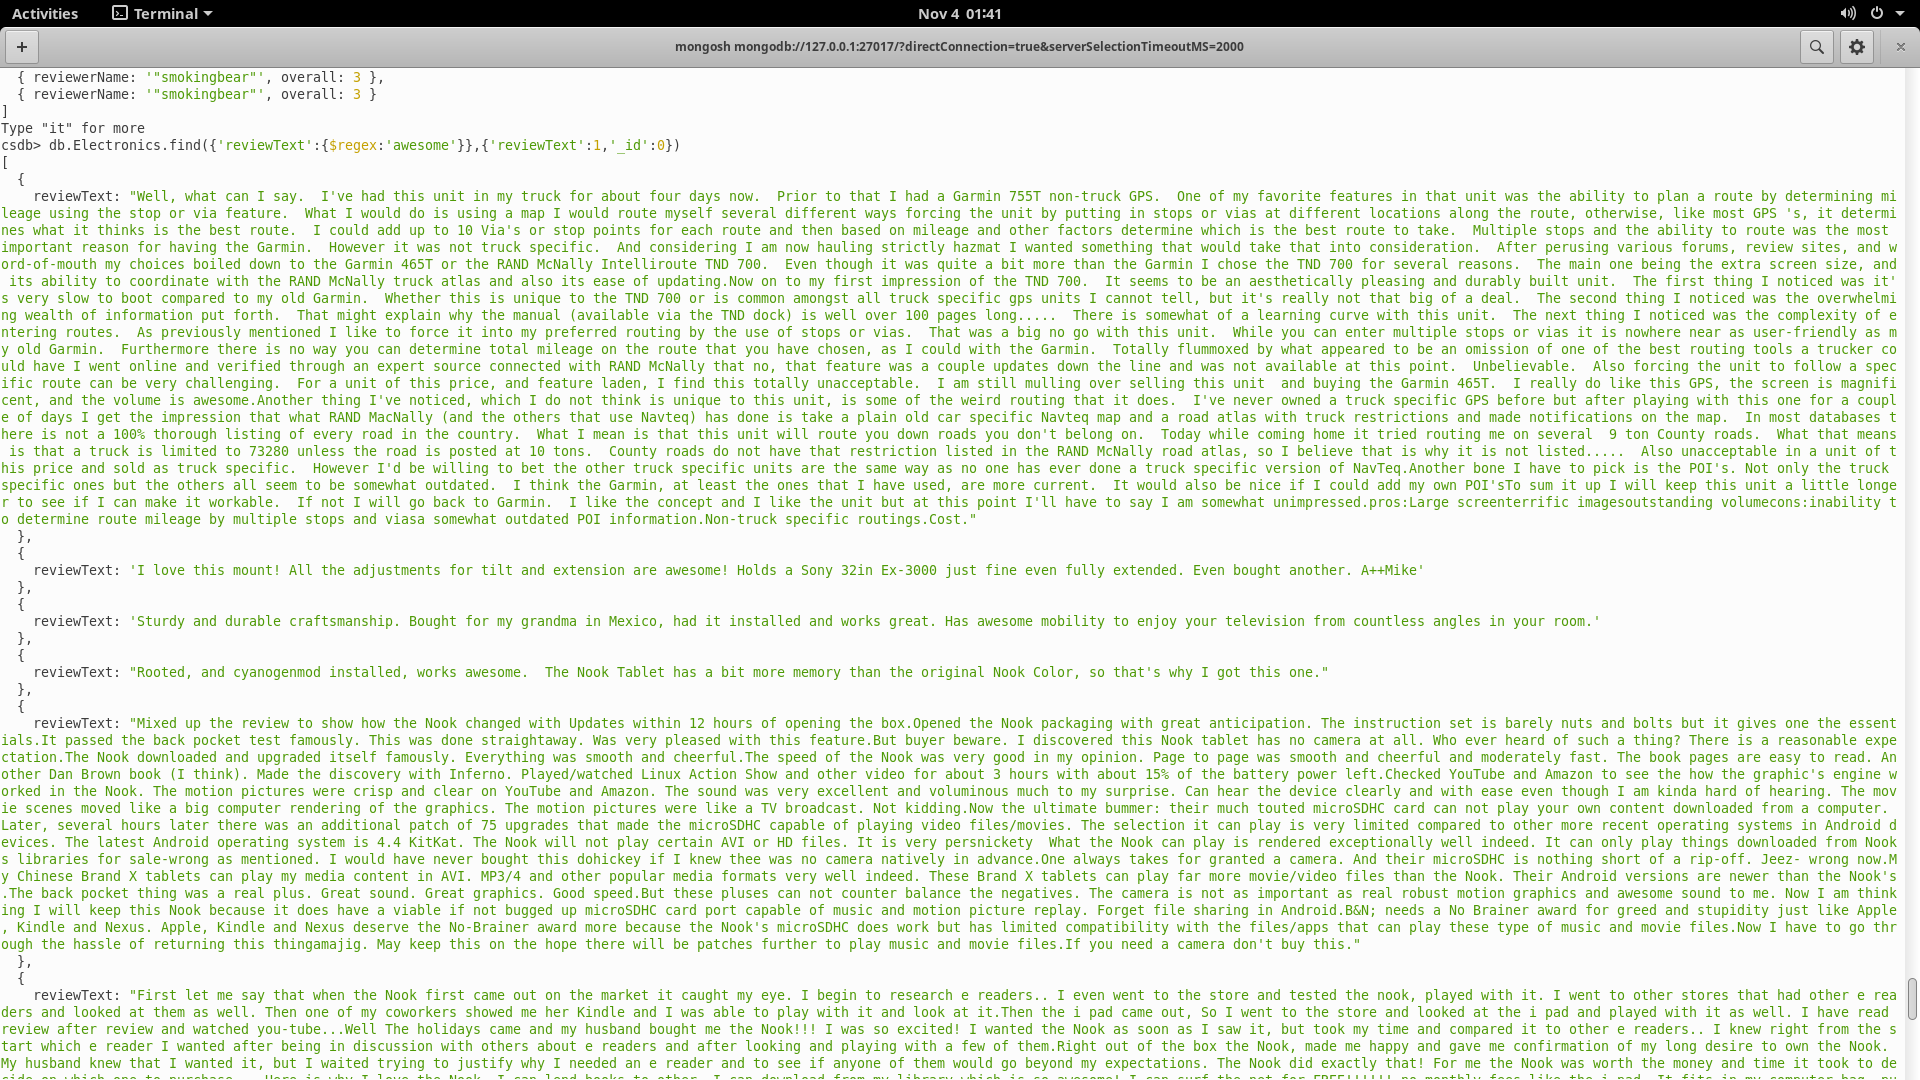 Activities
Terminal
Nov 4 01:41
+
mongosh mongodb://127.0.0.1:27017/?directConnection=true&serverSelectionTimeoutMS=2000
  { reviewerName: '"smokingbear"', overall: 3 },
  { reviewerName: '"smokingbear"', overall: 3 }
]
Type "it" for more
csdb> db.Electronics.find({'reviewText':{$regex:'awesome'}},{'reviewText':1,'_id':0})
[
  {
    reviewText: "Well, what can I say.  I've had this unit in my truck for about four days now.  Prior to that I had a Garmin 755T non-truck GPS.  One of my favorite features in that unit was the ability to plan a route by determining mi
leage using the stop or via feature.  What I would do is using a map I would route myself several different ways forcing the unit by putting in stops or vias at different locations along the route, otherwise, like most GPS 's, it determi
nes what it thinks is the best route.  I could add up to 10 Via's or stop points for each route and then based on mileage and other factors determine which is the best route to take.  Multiple stops and the ability to route was the most
important reason for having the Garmin.  However it was not truck specific.  And considering I am now hauling strictly hazmat I wanted something that would take that into consideration.  After perusing various forums, review sites, and w
ord-of-mouth my choices boiled down to the Garmin 465T or the RAND McNally Intelliroute TND 700.  Even though it was quite a bit more than the Garmin I chose the TND 700 for several reasons.  The main one being the extra screen size, and
 its ability to coordinate with the RAND McNally truck atlas and also its ease of updating.Now on to my first impression of the TND 700.  It seems to be an aesthetically pleasing and durably built unit.  The first thing I noticed was it'
s very slow to boot compared to my old Garmin.  Whether this is unique to the TND 700 or is common amongst all truck specific gps units I cannot tell, but it's really not that big of a deal.  The second thing I noticed was the overwhelmi
ng wealth of information put forth.  That might explain why the manual (available via the TND dock) is well over 100 pages long.....  There is somewhat of a learning curve with this unit.  The next thing I noticed was the complexity of e
ntering routes.  As previously mentioned I like to force it into my preferred routing by the use of stops or vias.  That was a big no go with this unit.  While you can enter multiple stops or vias it is nowhere near as user-friendly as m
y old Garmin.  Furthermore there is no way you can determine total mileage on the route that you have chosen, as I could with the Garmin.  Totally flummoxed by what appeared to be an omission of one of the best routing tools a trucker co
uld have I went online and verified through an expert source connected with RAND McNally that no, that feature was a couple updates down the line and was not available at this point.  Unbelievable.  Also forcing the unit to follow a spec
ific route can be very challenging.  For a unit of this price, and feature laden, I find this totally unacceptable.  I am still mulling over selling this unit  and buying the Garmin 465T.  I really do like this GPS, the screen is magnifi
cent, and the volume is awesome.Another thing I've noticed, which I do not think is unique to this unit, is some of the weird routing that it does.  I've never owned a truck specific GPS before but after playing with this one for a coupl
e of days I get the impression that what RAND MacNally (and the others that use Navteq) has done is take a plain old car specific Navteq map and a road atlas with truck restrictions and made notifications on the map.  In most databases t
here is not a 100% thorough listing of every road in the country.  What I mean is that this unit will route you down roads you don't belong on.  Today while coming home it tried routing me on several  9 ton County roads.  What that means
 is that a truck is limited to 73280 unless the road is posted at 10 tons.  County roads do not have that restriction listed in the RAND McNally road atlas, so I believe that is why it is not listed.....  Also unacceptable in a unit of t
his price and sold as truck specific.  However I'd be willing to bet the other truck specific units are the same way as no one has ever done a truck specific version of NavTeq.Another bone I have to pick is the POI's. Not only the truck
specific ones but the others all seem to be somewhat outdated.  I think the Garmin, at least the ones that I have used, are more current.  It would also be nice if I could add my own POI'sTo sum it up I will keep this unit a little longe
r to see if I can make it workable.  If not I will go back to Garmin.  I like the concept and I like the unit but at this point I'll have to say I am somewhat unimpressed.pros:Large screenterrific imagesoutstanding volumecons:inability t
o determine route mileage by multiple stops and viasa somewhat outdated POI information.Non-truck specific routings.Cost."
  },
  {
    reviewText: 'I love this mount! All the adjustments for tilt and extension are awesome! Holds a Sony 32in Ex-3000 just fine even fully extended. Even bought another. A++Mike'
  },
  {
    reviewText: 'Sturdy and durable craftsmanship. Bought for my grandma in Mexico, had it installed and works great. Has awesome mobility to enjoy your television from countless angles in your room.'
  },
  {
    reviewText: "Rooted, and cyanogenmod installed, works awesome.  The Nook Tablet has a bit more memory than the original Nook Color, so that's why I got this one."
  },
  {
    reviewText: "Mixed up the review to show how the Nook changed with Updates within 12 hours of opening the box.Opened the Nook packaging with great anticipation. The instruction set is barely nuts and bolts but it gives one the essent
ials.It passed the back pocket test famously. This was done straightaway. Was very pleased with this feature.But buyer beware. I discovered this Nook tablet has no camera at all. Who ever heard of such a thing? There is a reasonable expe
ctation.The Nook downloaded and upgraded itself famously. Everything was smooth and cheerful.The speed of the Nook was very good in my opinion. Page to page was smooth and cheerful and moderately fast. The book pages are easy to read. An
other Dan Brown book (I think). Made the discovery with Inferno. Played/watched Linux Action Show and other video for about 3 hours with about 15% of the battery power left.Checked YouTube and Amazon to see the how the graphic's engine w
orked in the Nook. The motion pictures were crisp and clear on YouTube and Amazon. The sound was very excellent and voluminous much to my surprise. Can hear the device clearly and with ease even though I am kinda hard of hearing. The mov
ie scenes moved like a big computer rendering of the graphics. The motion pictures were like a TV broadcast. Not kidding.Now the ultimate bummer: their much touted microSDHC card can not play your own content downloaded from a computer.
Later, several hours later there was an additional patch of 75 upgrades that made the microSDHC capable of playing video files/movies. The selection it can play is very limited compared to other more recent operating systems in Android d
evices. The latest Android operating system is 4.4 KitKat. The Nook will not play certain AVI or HD files. It is very persnickety  What the Nook can play is rendered exceptionally well indeed. It can only play things downloaded from Nook
s libraries for sale-wrong as mentioned. I would have never bought this dohickey if I knew thee was no camera natively in advance.One always takes for granted a camera. And their microSDHC is nothing short of a rip-off. Jeez- wrong now.M
y Chinese Brand X tablets can play my media content in AVI. MP3/4 and other popular media formats very well indeed. These Brand X tablets can play far more movie/video files than the Nook. Their Android versions are newer than the Nook's
.The back pocket thing was a real plus. Great sound. Great graphics. Good speed.But these pluses can not counter balance the negatives. The camera is not as important as real robust motion graphics and awesome sound to me. Now I am think
ing I will keep this Nook because it does have a viable if not bugged up microSDHC card port capable of music and motion picture replay. Forget file sharing in Android.B&N; needs a No Brainer award for greed and stupidity just like Apple
, Kindle and Nexus. Apple, Kindle and Nexus deserve the No-Brainer award more because the Nook's microSDHC does work but has limited compatibility with the files/apps that can play these type of music and movie files.Now I have to go thr
ough the hassle of returning this thingamajig. May keep this on the hope there will be patches further to play music and movie files.If you need a camera don't buy this."
  },
  {
    reviewText: "First let me say that when the Nook first came out on the market it caught my eye. I begin to research e readers.. I even went to the store and tested the nook, played with it. I went to other stores that had other e rea
ders and looked at them as well. Then one of my coworkers showed me her Kindle and I was able to play with it and look at it.Then the i pad came out, So I went to the store and looked at the i pad and played with it as well. I have read
review after review and watched you-tube...Well The holidays came and my husband bought me the Nook!!! I was so excited! I wanted the Nook as soon as I saw it, but took my time and compared it to other e readers.. I knew right from the s
tart which e reader I wanted after being in discussion with others about e readers and after looking and playing with a few of them.Right out of the box the Nook, made me happy and gave me confirmation of my long desire to own the Nook.
My husband knew that I wanted it, but I waited trying to justify why I needed an e reader and to see if anyone of them would go beyond my expectations. The Nook did exactly that! For me the Nook was worth the money and time it took to de